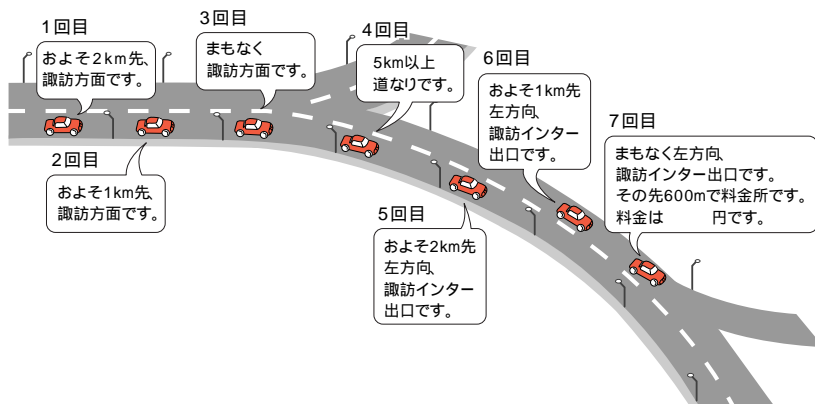 1回目
およそ2km先、
諏訪方面です。
2回目
およそ1km先、
諏訪方面です。
3回目
まもなく
諏訪方面です。
4回目
5km以上
道なりです。
5回目
およそ2km先
左方向、
諏訪インター
出口です。
6回目
およそ1km先
左方向、
諏訪インター
出口です。
7回目
まもなく左方向、
諏訪インター出口です。
その先600mで料金所です。
料金は　　　円です。